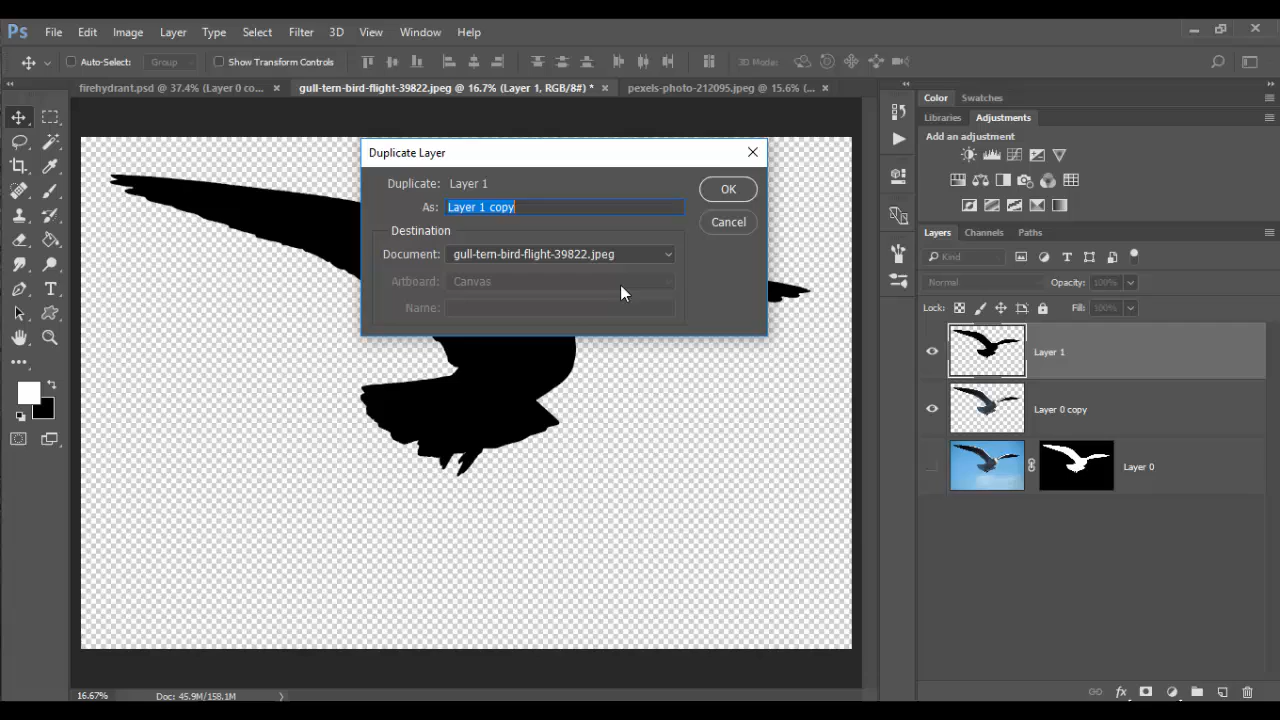 Ps File Edit Image Layer Type Select Filter 3D View Window Help
Auto-Select: Group Show Transform Controls 3D Mode:
firehydrant.psd @ 37.4% (Layer 0 co... × gull-tern-bird-flight-39822.jpeg @ 16.7% (Layer 1, RGB/8#) * × pexels-photo-212095.jpeg @ 15.6% (... ×
Color Swatches
Libraries Adjustments
Add an adjustment
Duplicate Layer
Duplicate: Layer 1
OK
As: Layer 1 copy
Cancel
Destination
Document: gull-tern-bird-flight-39822.jpeg
Artboard: Canvas
Name:
Layers Channels Paths
Kind
Normal Opacity: 100%
Lock: Fill: 100%
Layer 1
Layer 0 copy
Layer 0
16.67% Doc: 45.9M/158.1M